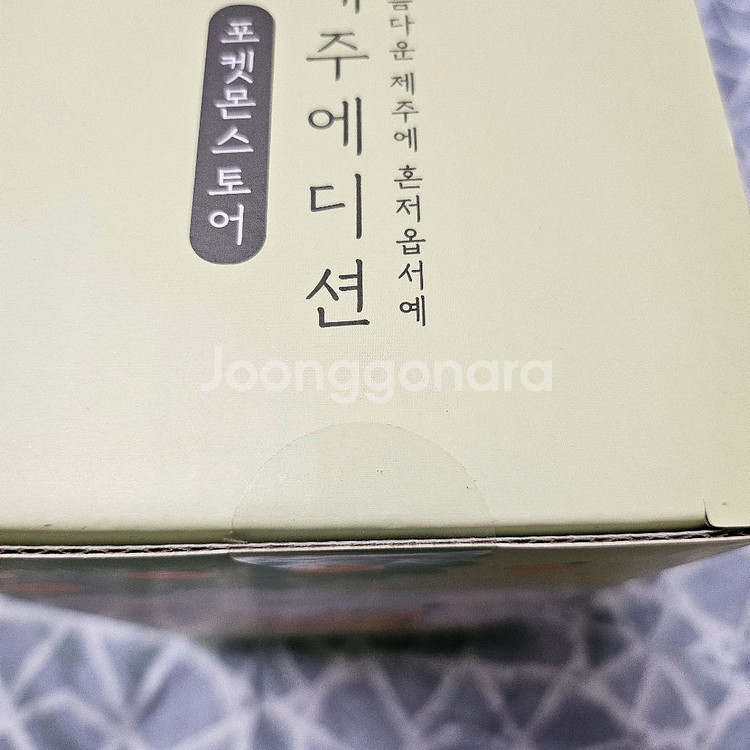 포켓몬스토어
주에디션
다운 제주에 혼저옵서예
Joonggonara